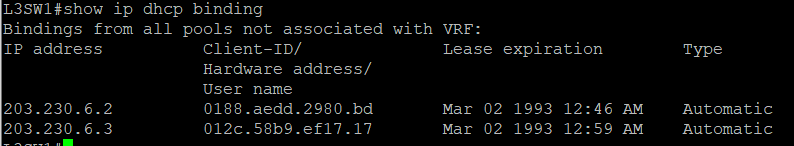 L3SW1#show ip dhcp binding
Bindings from all pools not associated with VRF:
IP address Client-ID/ Lease expiration Type
Hardware address/
User name
203.230.6.2 0188.aedd.2980.bd Mar 02 1993 12:46 AM Automatic
203.230.6.3 012c.58b9.ef17.17 Mar 02 1993 12:59 AM Automatic
L3SW1#